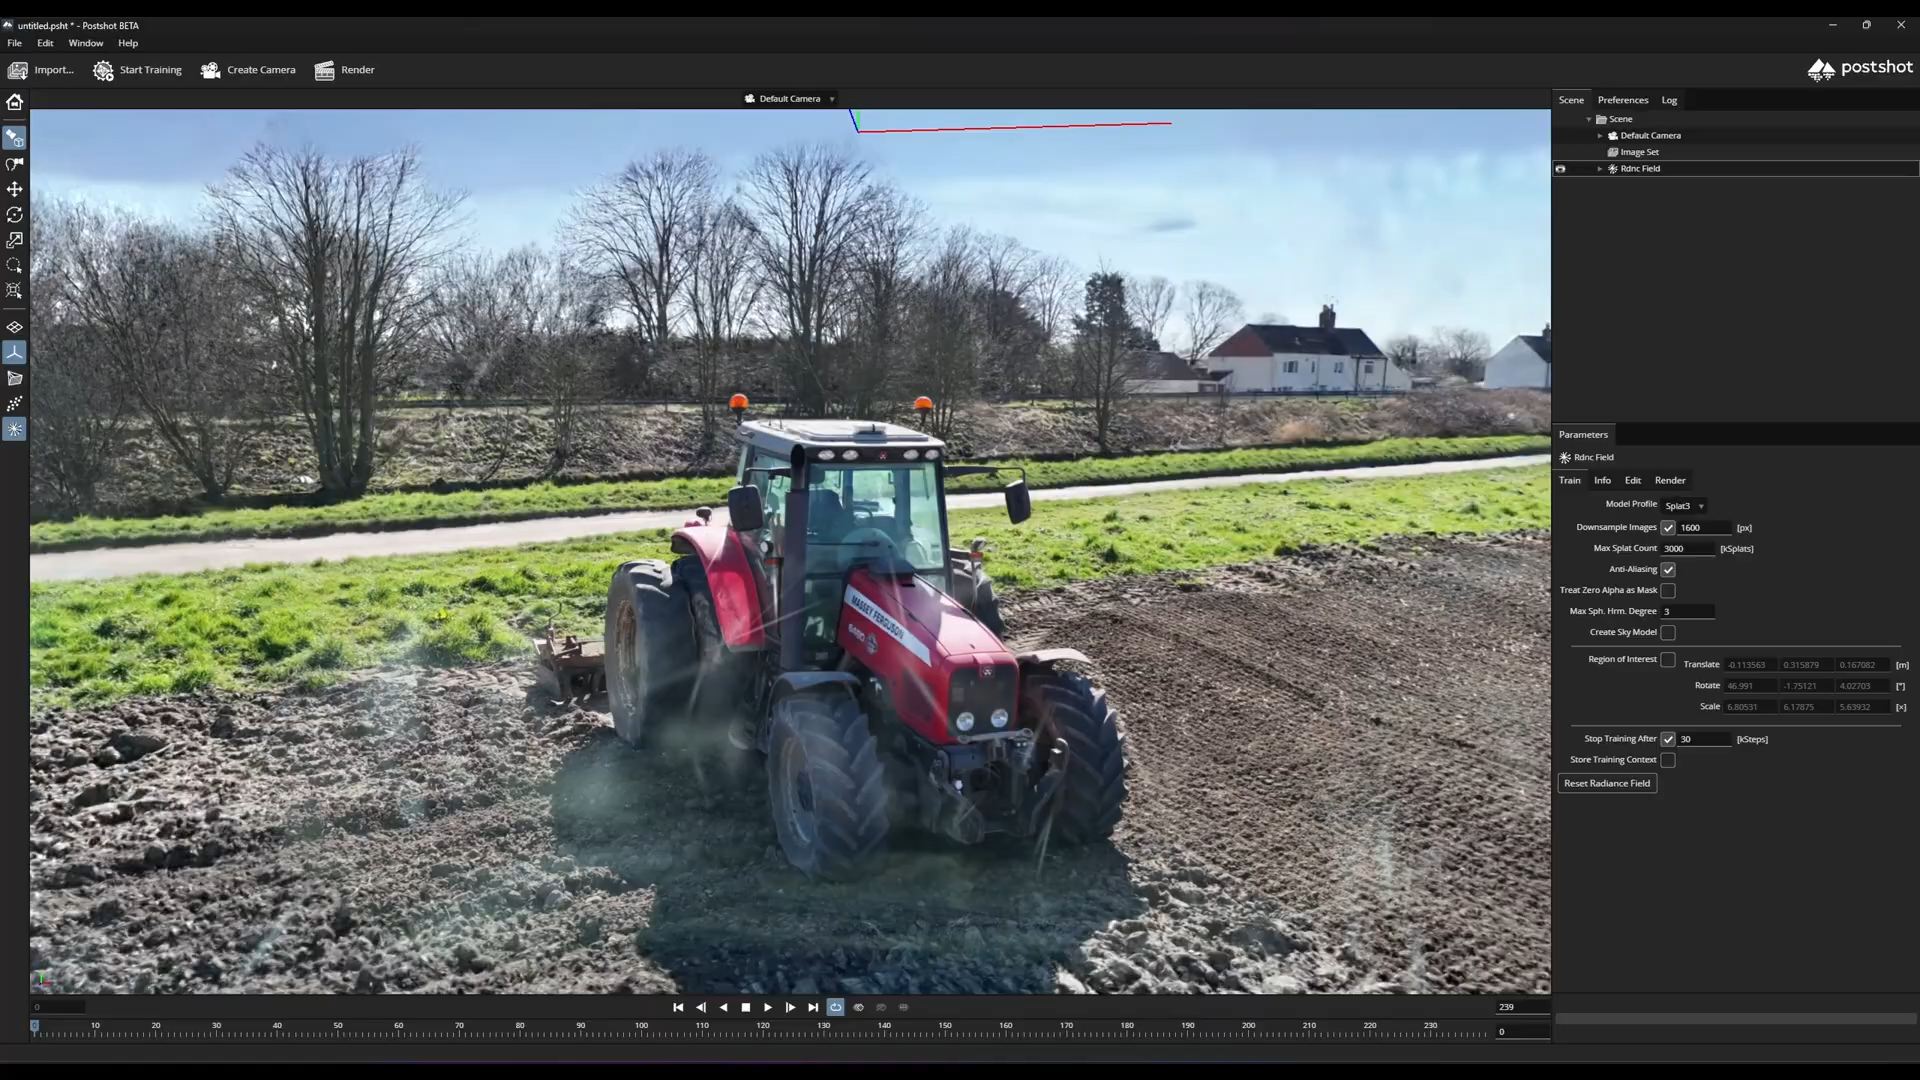 untitled.psht * - Postshot BETA
File Edit Window Help
Import... Start Training Create Camera Render
postshot
Default Camera
Scene Preferences Log
Scene
Default Camera
Image Set
Rdnc Field
MASSEY FERGUSON
Parameters
Rdnc Field
Train Info Edit Render
Model Profile Splat3
Downsample Images 1600 [px]
Max Splat Count 3000 [kSplats]
Anti-Aliasing
Treat Zero Alpha as Mask
Max Sph. Hrm. Degree 3
Create Sky Model
Region of Interest Translate -0.113563 0.315879 0.167082 [m]
Rotate 46.991 -1.75121 4.02703 [°]
Scale 6.80531 6.17875 5.63932 [×]
Stop Training After 30 [kSteps]
Store Training Context
Reset Radiance Field
0 239
0 10 20 30 40 50 60 70 80 90 100 110 120 130 140 150 160 170 180 190 200 210 220 230
0